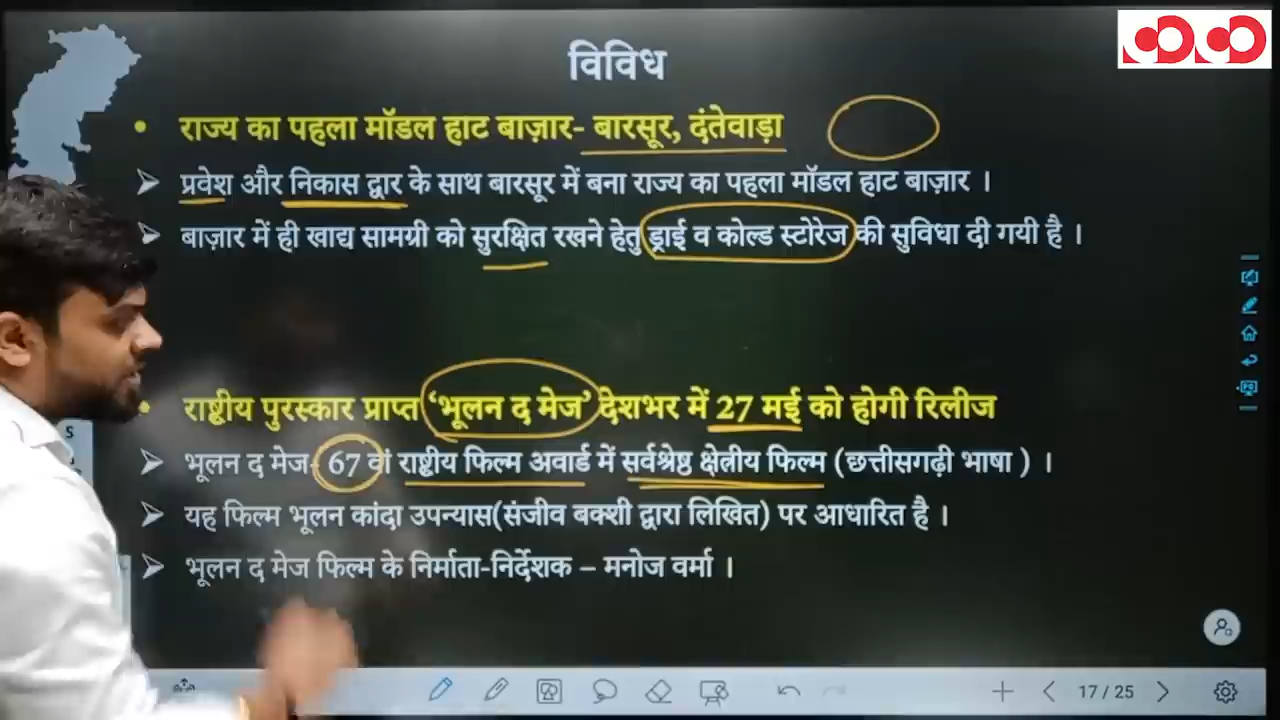 विविध
• राज्य का पहला मॉडल हाट बाज़ार- बारसूर, दंतेवाड़ा
➤ प्रवेश और निकास द्वार के साथ बारसूर में बना राज्य का पहला मॉडल हाट बाज़ार ।
➤ बाज़ार में ही खाद्य सामग्री को सुरक्षित रखने हेतु ड्राई व कोल्ड स्टोरेज की सुविधा दी गयी है ।
• राष्ट्रीय पुरस्कार प्राप्त ‘भूलन द मेज’ देशभर में 27 मई को होगी रिलीज
➤ भूलन द मेज- 67 वां राष्ट्रीय फिल्म अवार्ड में सर्वश्रेष्ठ क्षेत्रीय फिल्म (छत्तीसगढ़ी भाषा ) ।
➤ यह फिल्म भूलन कांदा उपन्यास(संजीव बक्शी द्वारा लिखित) पर आधारित है ।
➤ भूलन द मेज फिल्म के निर्माता-निर्देशक – मनोज वर्मा ।
S
17 / 25